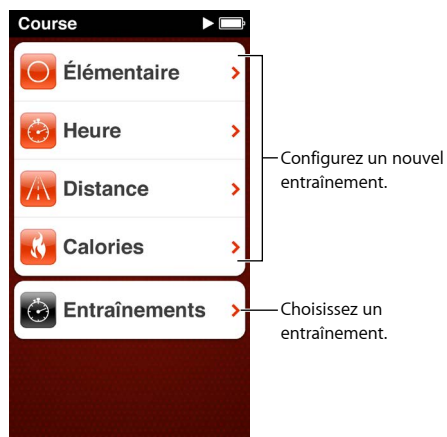 Course
Élémentaire
Heure
Distance
Calories
Entraînements
Configurez un nouvel
entraînement.
Choisissez un
entraînement.